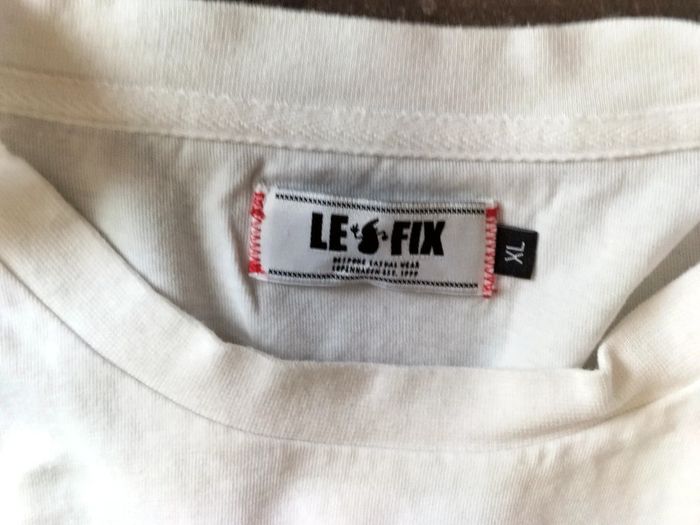 LE FIX
BESPOKE CASUAL WEAR
COPENHAGEN EST. 1999
XL